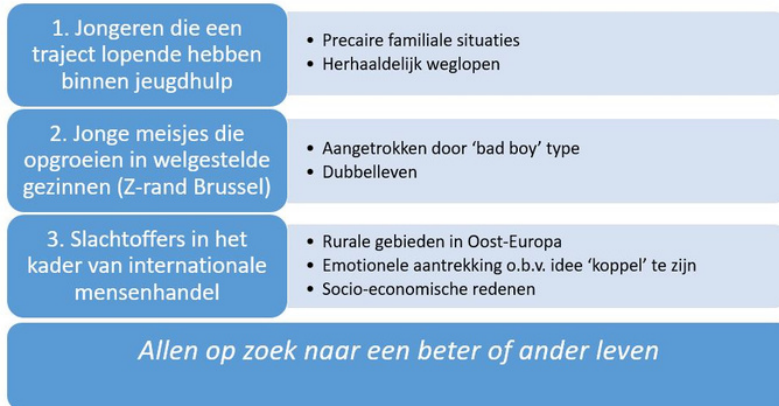 1. Jongeren die een
traject lopende hebben
binnen jeugdhulp
• Precaire familiale situaties
• Herhaaldelijk weglopen
2. Jonge meisjes die
opgroeien in welgestelde
gezinnen (Z-rand Brussel)
• Aangetrokken door ‘bad boy’ type
• Dubbelleven
3. Slachtoffers in het
kader van internationale
mensenhandel
• Rurale gebieden in Oost-Europa
• Emotionele aantrekking o.b.v. idee ‘koppel’ te zijn
• Socio-economische redenen
Allen op zoek naar een beter of ander leven